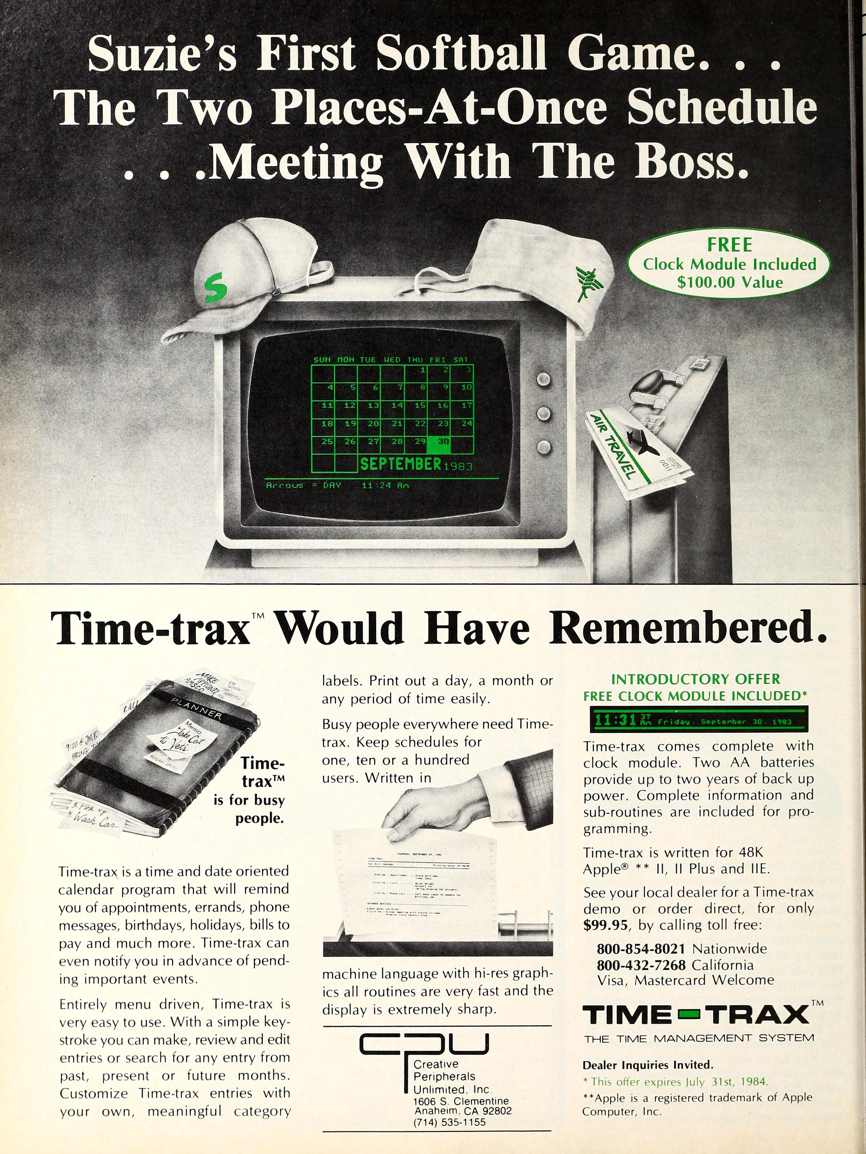 Suzie's First Softball Game. . .
The Two Places-At-Once Schedule
. . .Meeting With The Boss.
FREE
Clock Module Included
$100.00 Value
S
SUN MON TUE WED THU FRI SAT
1 2 3
4 5 6 7 8 9 10
11 12 13 14 15 16 17
18 19 20 21 22 23 24
25 26 27 28 29 30
SEPTEMBER 1983
Arrows = DAY 11:24 Am
AIR TRAVEL
Time-trax™ Would Have Remembered.
PLANNER
Take Cat
to Vets
Wash Car
Time-
trax™
is for busy
people.
Time-trax is a time and date oriented
calendar program that will remind
you of appointments, errands, phone
messages, birthdays, holidays, bills to
pay and much more. Time-trax can
even notify you in advance of pend-
ing important events.
Entirely menu driven, Time-trax is
very easy to use. With a simple key-
stroke you can make, review and edit
entries or search for any entry from
past, present or future months.
Customize Time-trax entries with
your own, meaningful category
labels. Print out a day, a month or
any period of time easily.
Busy people everywhere need Time-
trax. Keep schedules for
one, ten or a hundred
users. Written in
machine language with hi-res graph-
ics all routines are very fast and the
display is extremely sharp.
cpu
Creative
Peripherals
Unlimited, Inc.
1606 S. Clementine
Anaheim, CA 92802
(714) 535-1155
INTRODUCTORY OFFER
FREE CLOCK MODULE INCLUDED*
11:31 27 Am Friday, September 30, 1983
Time-trax comes complete with
clock module. Two AA batteries
provide up to two years of back up
power. Complete information and
sub-routines are included for pro-
gramming.
Time-trax is written for 48K
Apple® ** II, II Plus and IIE.
See your local dealer for a Time-trax
demo or order direct, for only
$99.95, by calling toll free:
800-854-8021 Nationwide
800-432-7268 California
Visa, Mastercard Welcome
TIME-TRAX™
THE TIME MANAGEMENT SYSTEM
Dealer Inquiries Invited.
*This offer expires July 31st, 1984.
**Apple is a registered trademark of Apple
Computer, Inc.